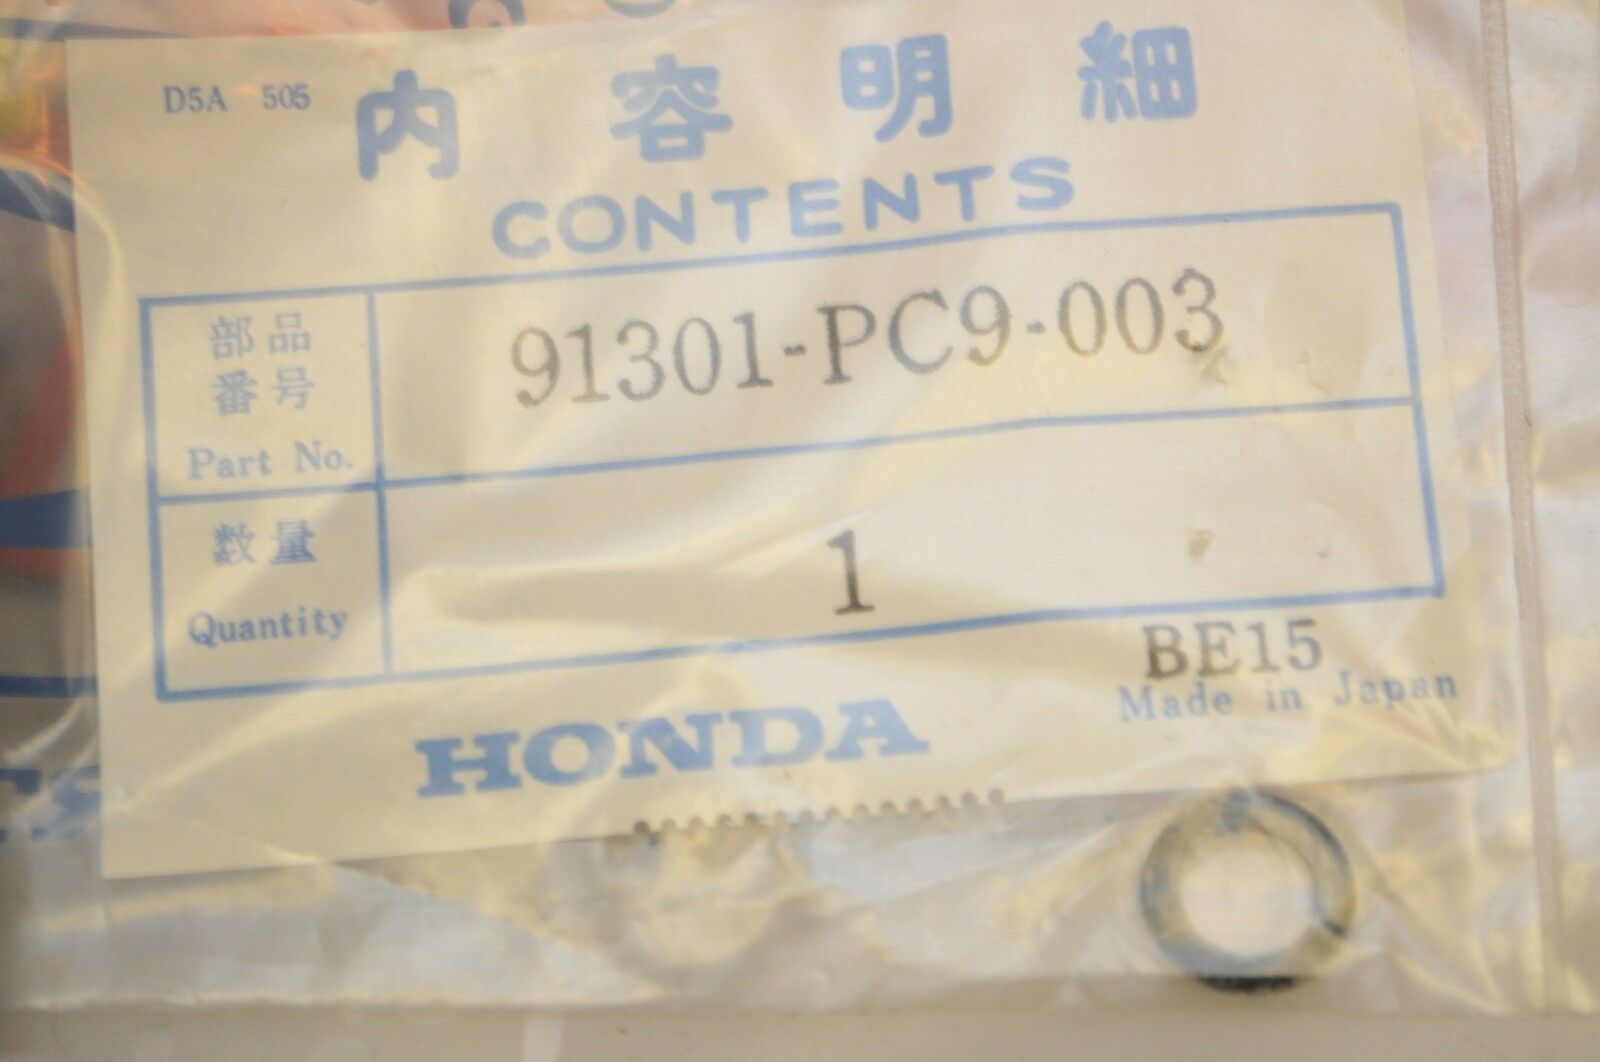 D5A 505
内容明細
CONTENTS
部品
番号
Part No.
91301-PC9-003
数量
Quantity
1
BE15
Made in Japan
HONDA